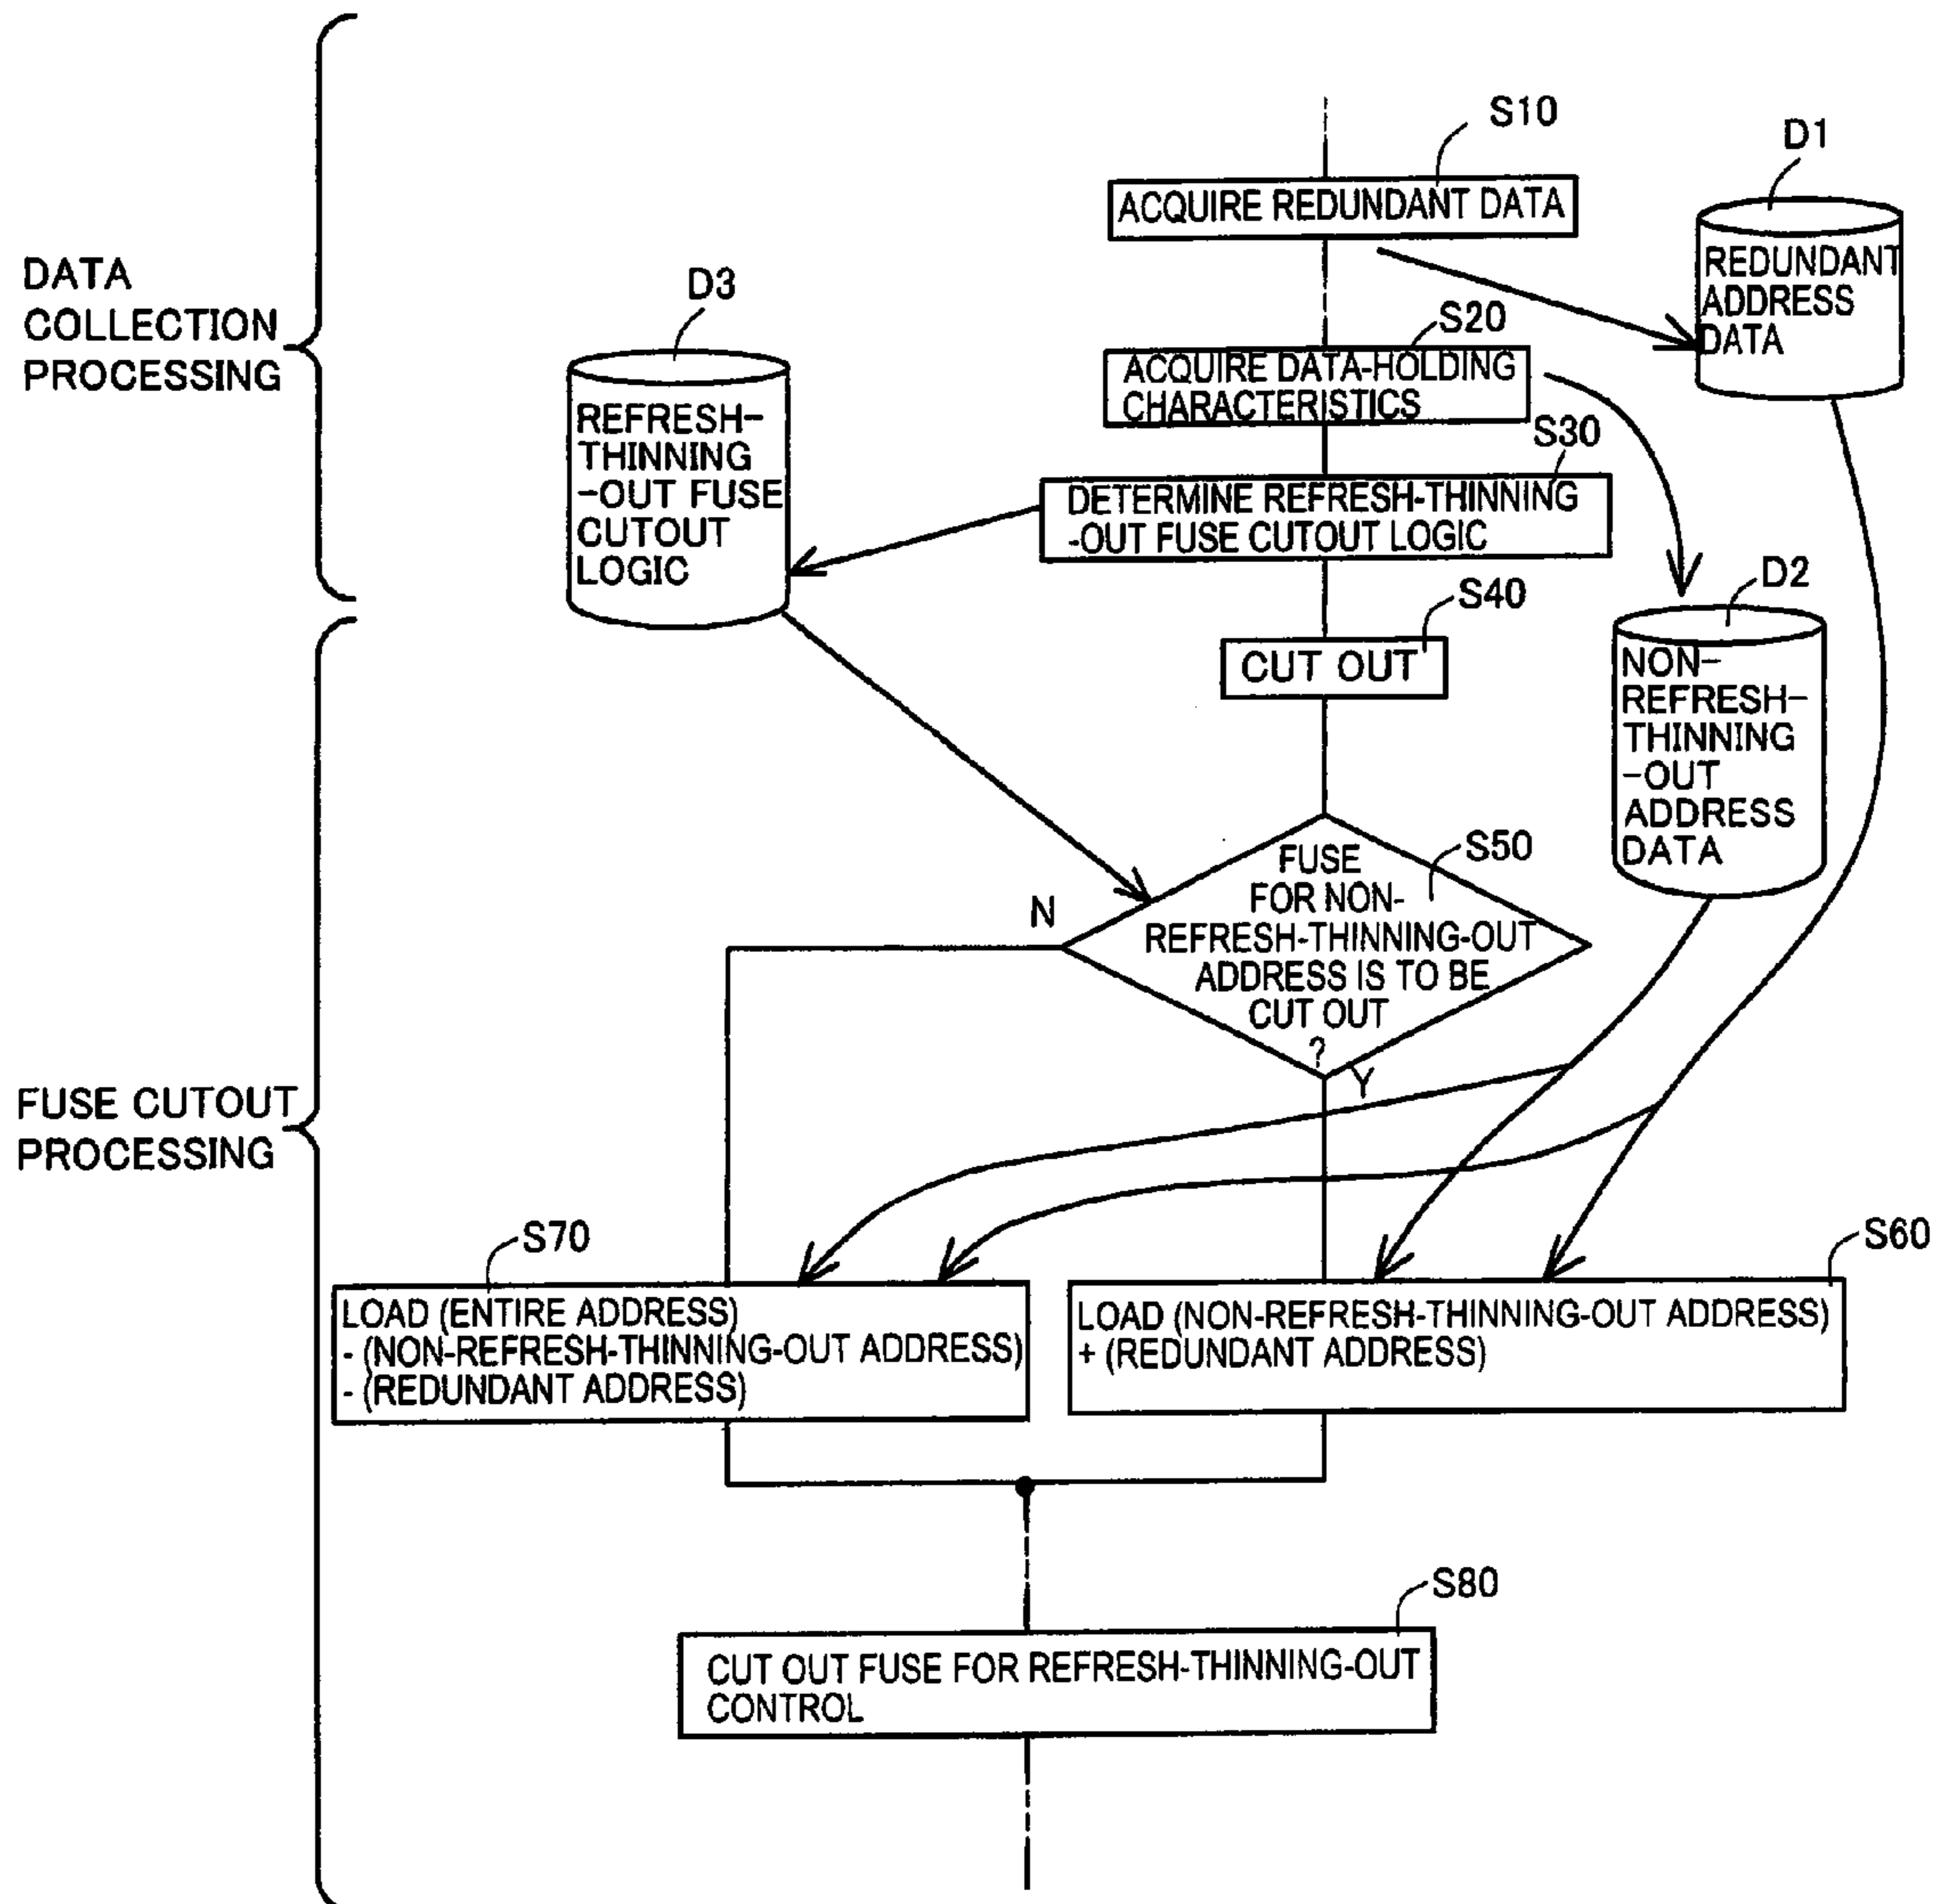 S10
D1
ACQUIRE REDUNDANT DATA
REDUNDANT
ADDRESS
DATA
DATA
COLLECTION
PROCESSING
D3
REFRESH-
THINNING
-OUT FUSE
CUTOUT
LOGIC
S20
ACQUIRE DATA-HOLDING
CHARACTERISTICS
S30
DETERMINE REFRESH-THINNING
-OUT FUSE CUTOUT LOGIC
S40
CUT OUT
D2
NON-
REFRESH-
THINNING
-OUT
ADDRESS
DATA
S50
FUSE
FOR NON-
REFRESH-THINNING-OUT
ADDRESS IS TO BE
CUT OUT
?
N
Y
FUSE CUTOUT
PROCESSING
S70
LOAD (ENTIRE ADDRESS)
- (NON-REFRESH-THINNING-OUT ADDRESS)
- (REDUNDANT ADDRESS)
S60
LOAD (NON-REFRESH-THINNING-OUT ADDRESS)
+ (REDUNDANT ADDRESS)
S80
CUT OUT FUSE FOR REFRESH-THINNING-OUT
CONTROL